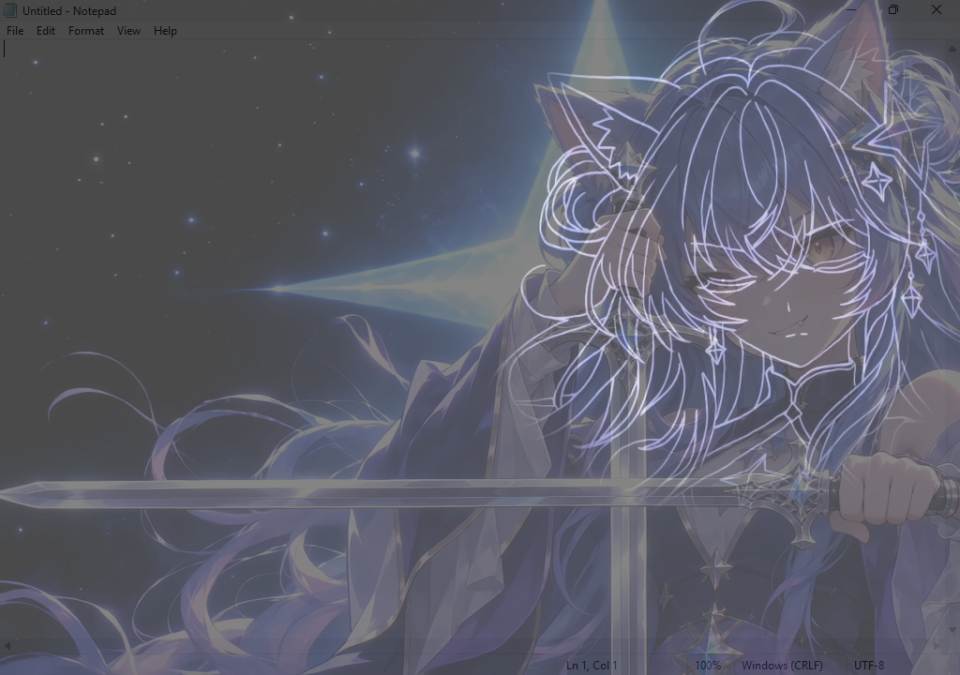 Untitled - Notepad
File Edit Format View Help
Ln 1, Col 1 100% Windows (CRLF) UTF-8